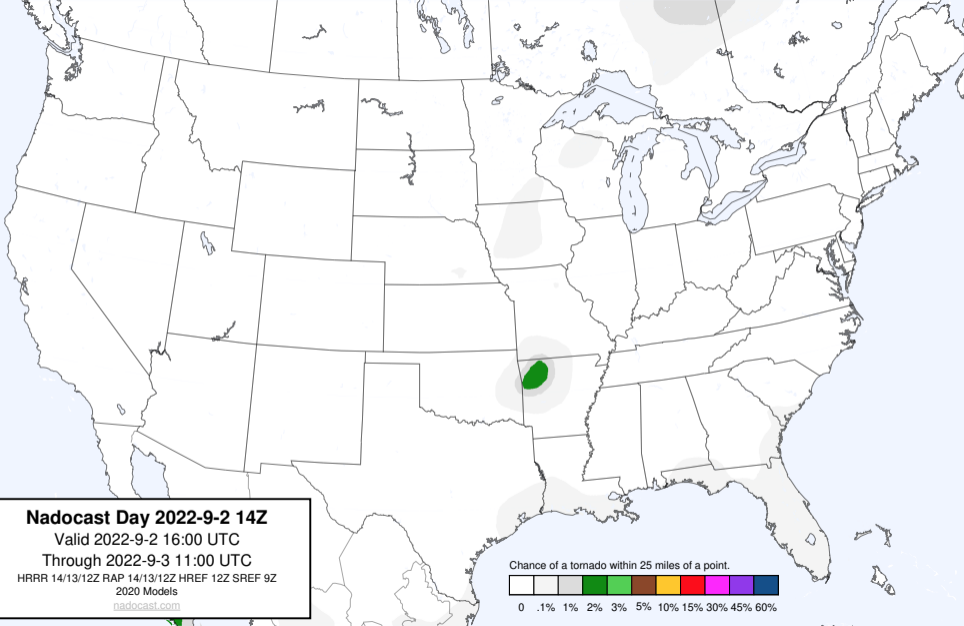 Nadocast Day 2022-9-2 14Z
Valid 2022-9-2 16:00 UTC
Through 2022-9-3 11:00 UTC
HRRR 14/13/12Z RAP 14/13/12Z HREF 12Z SREF 9Z
2020 Models
nadocast.com
Chance of a tornado within 25 miles of a point.
0 .1% 1% 2% 3% 5% 10% 15% 30% 45% 60%